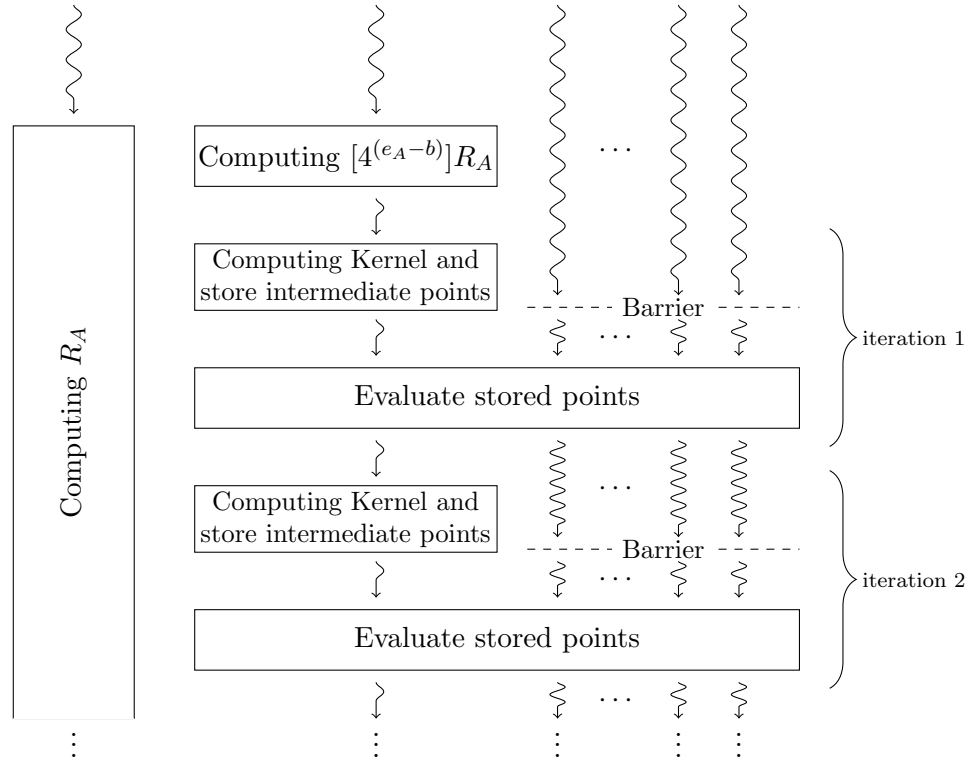 Computing $[4^{(e_A-b)}]R_A$
...
Computing Kernel and
store intermediate points
Barrier
...
iteration 1
Computing $R_A$
Evaluate stored points
Computing Kernel and
store intermediate points
...
Barrier
...
iteration 2
Evaluate stored points
...